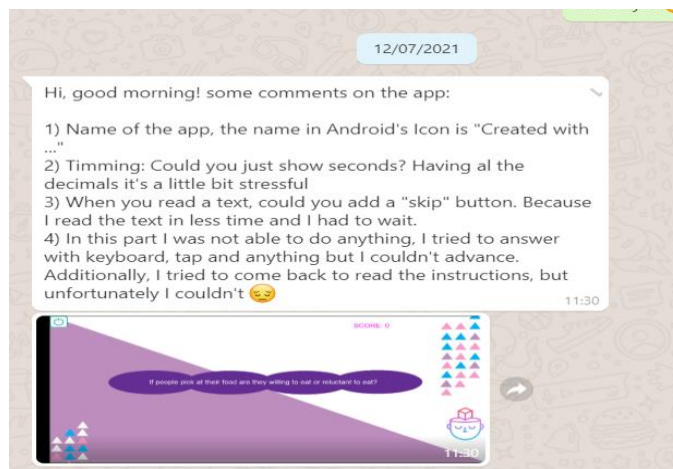 12/07/2021
Hi, good morning! some comments on the app:
1) Name of the app, the name in Android's Icon is "Created with
..."
2) Timming: Could you just show seconds? Having al the
decimals it's a little bit stressful
3) When you read a text, could you add a "skip" button. Because
I read the text in less time and I had to wait.
4) In this part I was not able to do anything, I tried to answer
with keyboard, tap and anything but I couldn't advance.
Additionally, I tried to come back to read the instructions, but
unfortunately I couldn't 😔
11:30
SCORE: 0
If people pick at their food are they willing to eat or reluctant to eat?
11:30